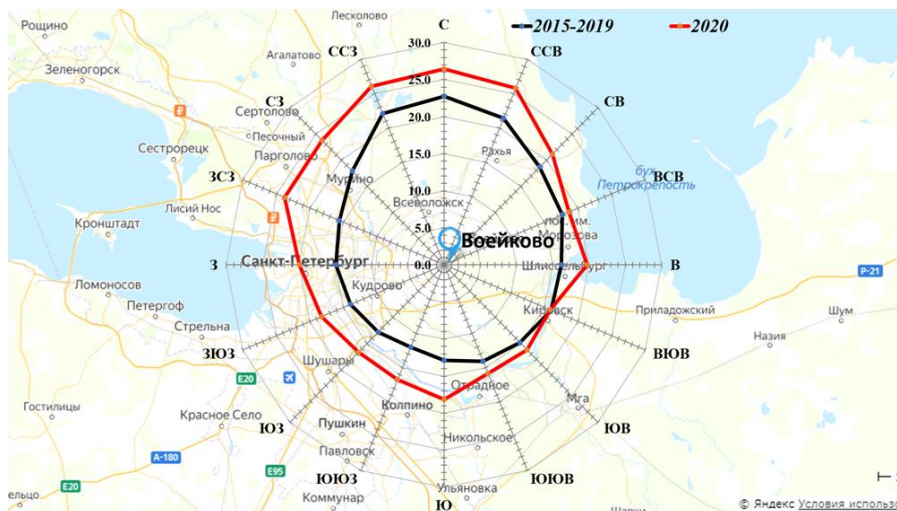 Лесколово
Рощино
С
2015-2019
2020
30.0
ССЗ
ССВ
Агалатово
Зеленогорск
25.0
СЗ
СВ
Сертолово
20.0
Песочный
Сестрорецк
Парголово
15.0
Рахья
ЗСЗ
ВСВ
бух.
Петрокрепость
Мурино
10.0
Всеволожск
Лисий Нос
пос. им.
Морозова
Кронштадт
5.0
Воейково
З
Санкт-Петербург
0.0
Шлиссельбург
В
Р-21
Ломоносов
Кудрово
Петергоф
Кировск
Приладожский
Шум
Стрельна
Назия
ЗЮЗ
ВЮВ
Шушары
Е20
Отрадное
Гостилицы
Красное Село
Колпино
Мга
ЮЗ
ЮВ
Пушкин
Никольское
А-180
Павловск
Е95
ЮЮЗ
ЮЮВ
Е20
Ульяновка
Коммунар
Ю
© Яндекс Условия использо